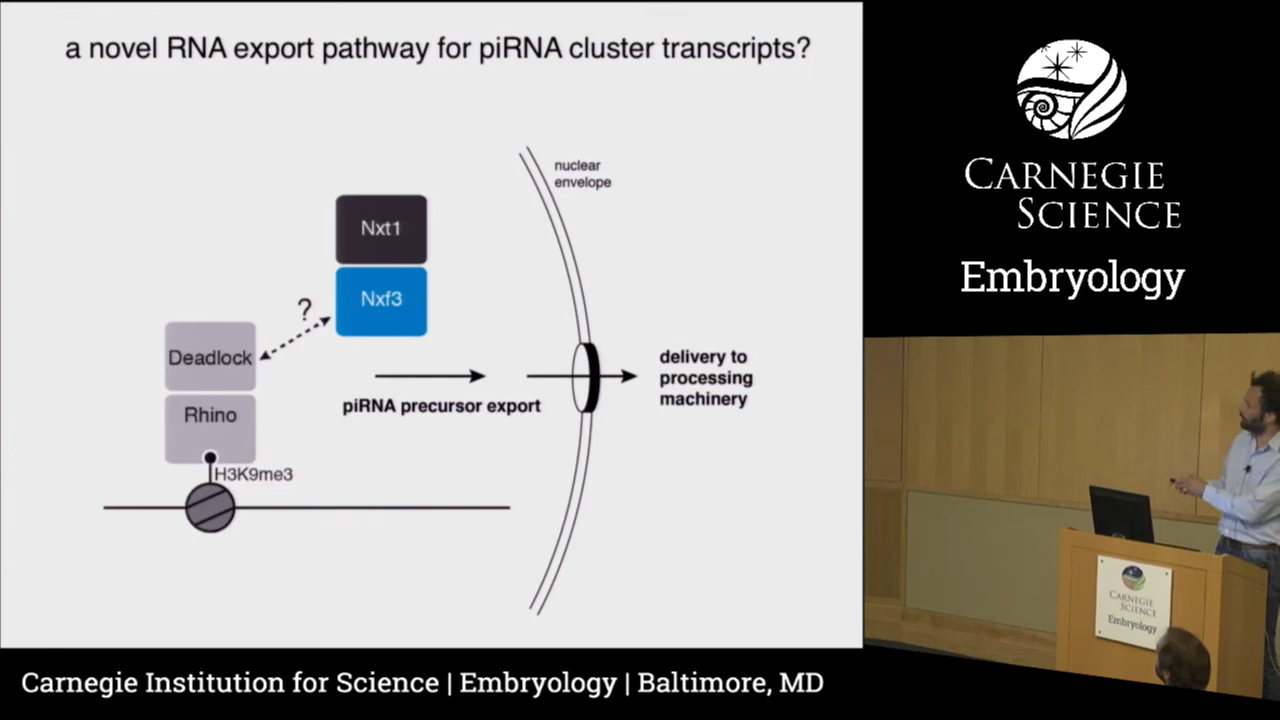 a novel RNA export pathway for piRNA cluster transcripts?
nuclear
envelope
Nxt1
Nxf3
?
Deadlock
Rhino
H3K9me3
piRNA precursor export
delivery to
processing
machinery
CARNEGIE
SCIENCE
Embryology
CARNEGIE
SCIENCE
Embryology
Carnegie Institution for Science | Embryology | Baltimore, MD